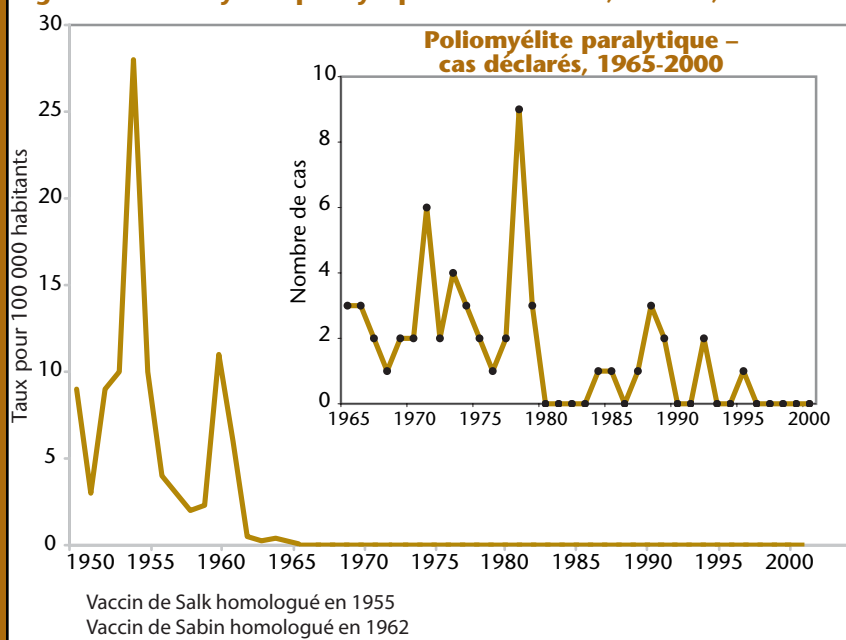 Poliomyélite paralytique –
cas déclarés, 1965-2000
Taux pour 100 000 habitants
30
25
20
15
10
5
0
1950 1955 1960 1965 1970 1975 1980 1985 1990 1995 2000
Nombre de cas
10
8
6
4
2
0
1965 1970 1975 1980 1985 1990 1995 2000
Vaccin de Salk homologué en 1955
Vaccin de Sabin homologué en 1962